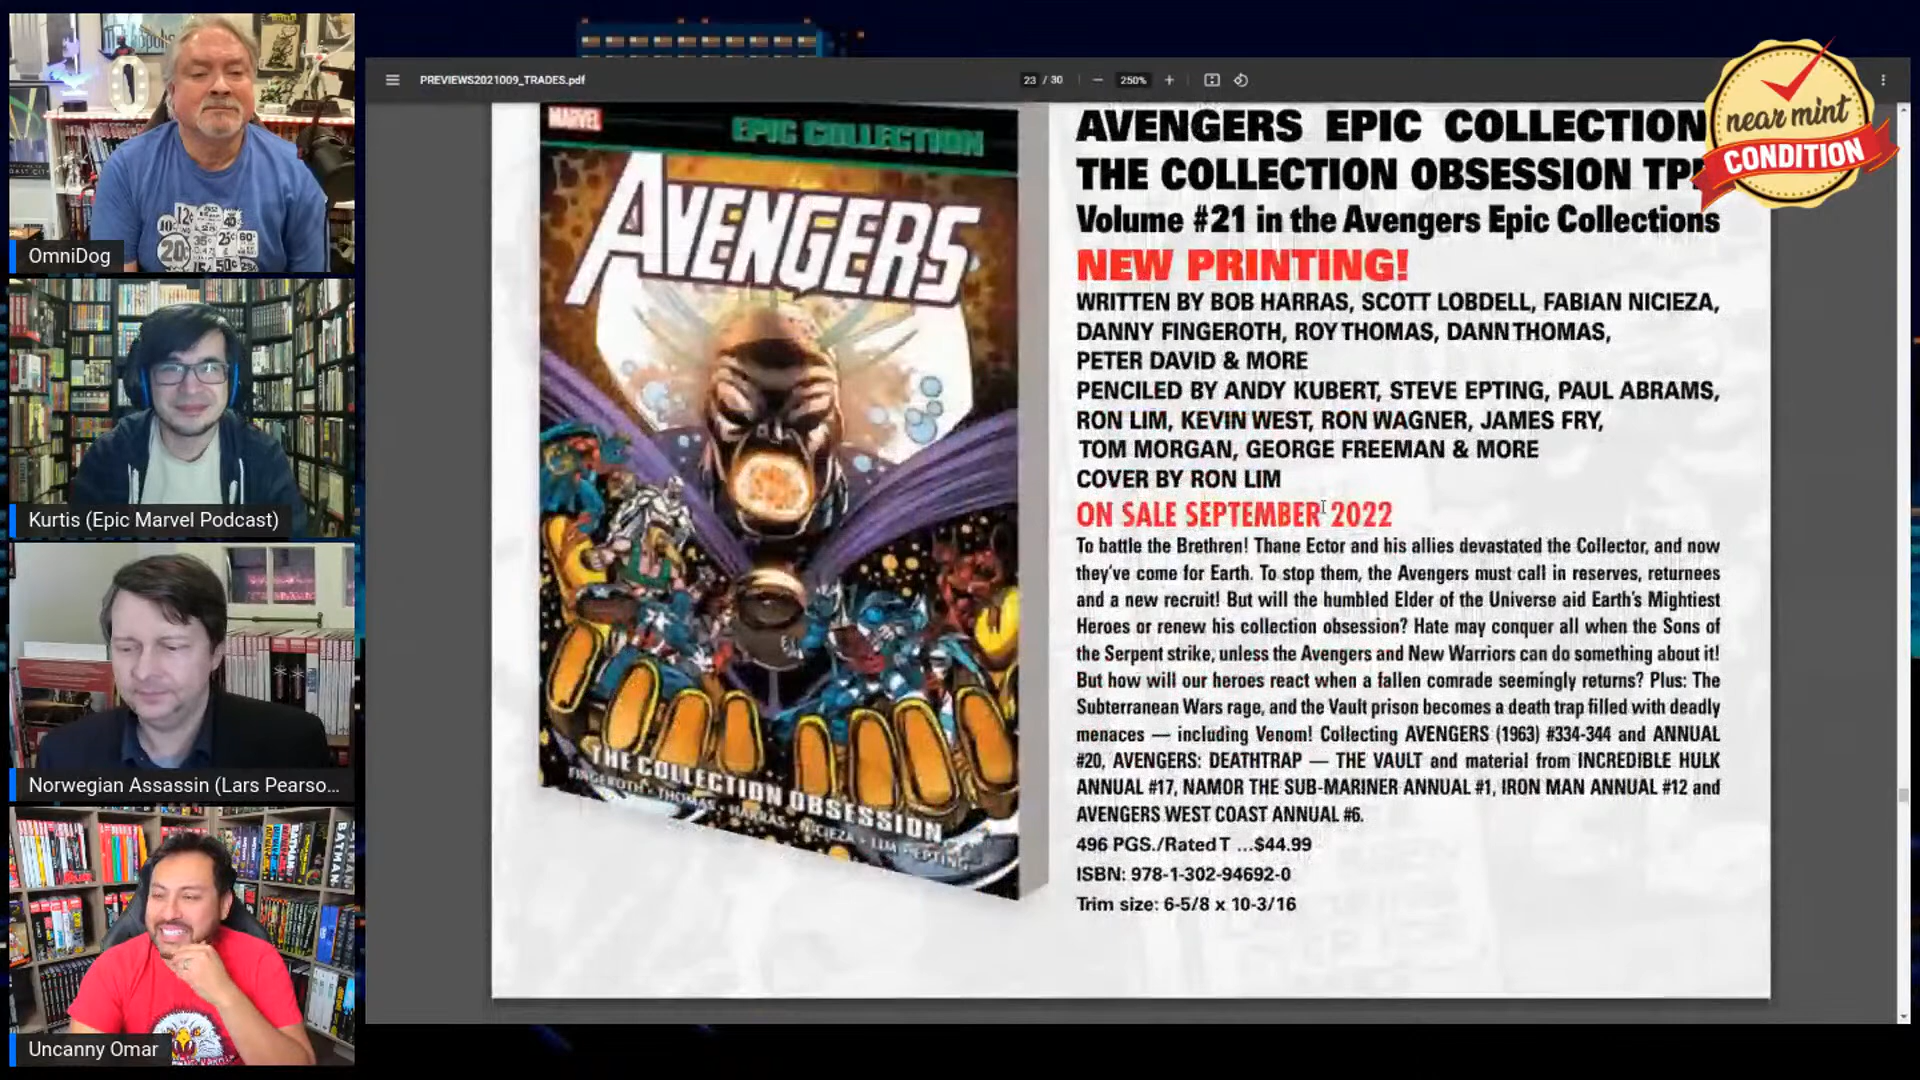 PREVIEWS2021009_TRADES.pdf
23 / 30
250%
near mint
CONDITION
MARVEL
EPIC COLLECTION
AVENGERS
THE COLLECTION OBSESSION
FINGEROTH • THOMAS • HARRAS • NICIEZA • LIM • EPTING
AVENGERS EPIC COLLECTION
THE COLLECTION OBSESSION
Volume #21 in the Avengers Epic Collections
NEW PRINTING!
WRITTEN BY BOB HARRAS, SCOTT LOBDELL, FABIAN NICIEZA,
DANNY FINGEROTH, ROY THOMAS, DANN THOMAS,
PETER DAVID & MORE
PENCILED BY ANDY KUBERT, STEVE EPTING, PAUL ABRAMS,
RON LIM, KEVIN WEST, RON WAGNER, JAMES FRY,
TOM MORGAN, GEORGE FREEMAN & MORE
COVER BY RON LIM
ON SALE SEPTEMBER 2022
To battle the Brethren! Thane Ector and his allies devastated the Collector, and now
they've come for Earth. To stop them, the Avengers must call in reserves, returnees
and a new recruit! But will the humbled Elder of the Universe aid Earth's Mightiest
Heroes or renew his collection obsession? Hate may conquer all when the Sons of
the Serpent strike, unless the Avengers and New Warriors can do something about it!
But how will our heroes react when a fallen comrade seemingly returns? Plus: The
Subterranean Wars rage, and the Vault prison becomes a death trap filled with deadly
menaces — including Venom! Collecting AVENGERS (1963) #334-344 and ANNUAL
#20, AVENGERS: DEATHTRAP — THE VAULT and material from INCREDIBLE HULK
ANNUAL #17, NAMOR THE SUB-MARINER ANNUAL #1, IRON MAN ANNUAL #12 and
AVENGERS WEST COAST ANNUAL #6.
496 PGS./Rated T ...$44.99
ISBN: 978-1-302-94692-0
Trim size: 6-5/8 x 10-3/16
OmniDog
Kurtis (Epic Marvel Podcast)
Norwegian Assassin (Lars Pearso...
BATMAN
BATMAN
Uncanny Omar